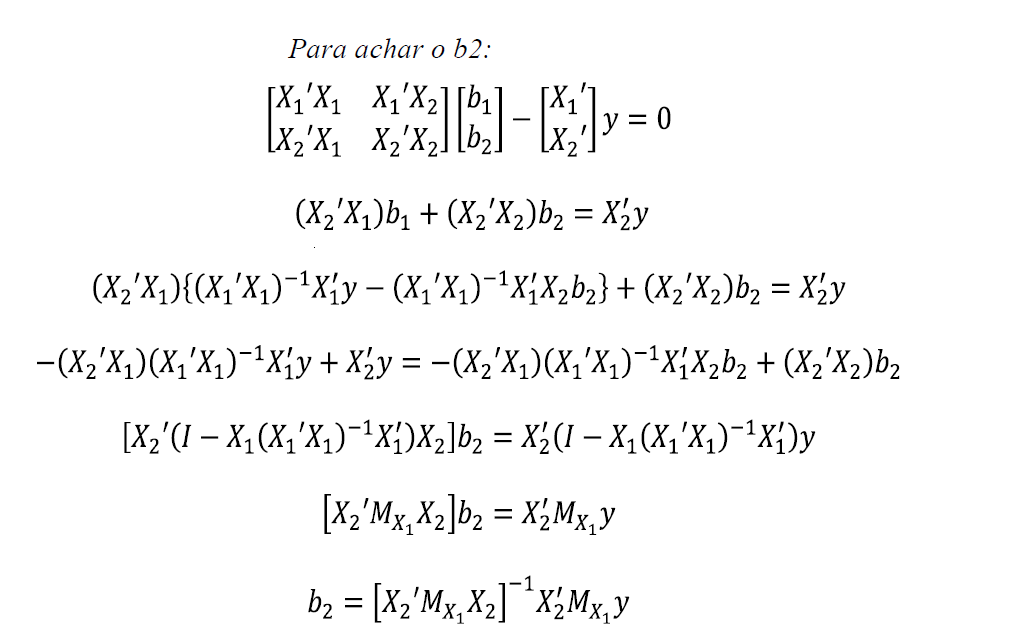 Para achar o b2:
[X₁′X₁ X₁′X₂; X₂′X₁ X₂′X₂] [b₁; b₂] − [X₁′; X₂′] y = 0
(X₂′X₁)b₁ + (X₂′X₂)b₂ = X₂′y
(X₂′X₁){(X₁′X₁)⁻¹X₁′y − (X₁′X₁)⁻¹X₁′X₂b₂} + (X₂′X₂)b₂ = X₂′y
−(X₂′X₁)(X₁′X₁)⁻¹X₁′y + X₂′y = −(X₂′X₁)(X₁′X₁)⁻¹X₁′X₂b₂ + (X₂′X₂)b₂
[X₂′(I − X₁(X₁′X₁)⁻¹X₁′)X₂]b₂ = X₂′(I − X₁(X₁′X₁)⁻¹X₁′)y
[X₂′M_{X₁}X₂]b₂ = X₂′M_{X₁}y
b₂ = [X₂′M_{X₁}X₂]⁻¹X₂′M_{X₁}y